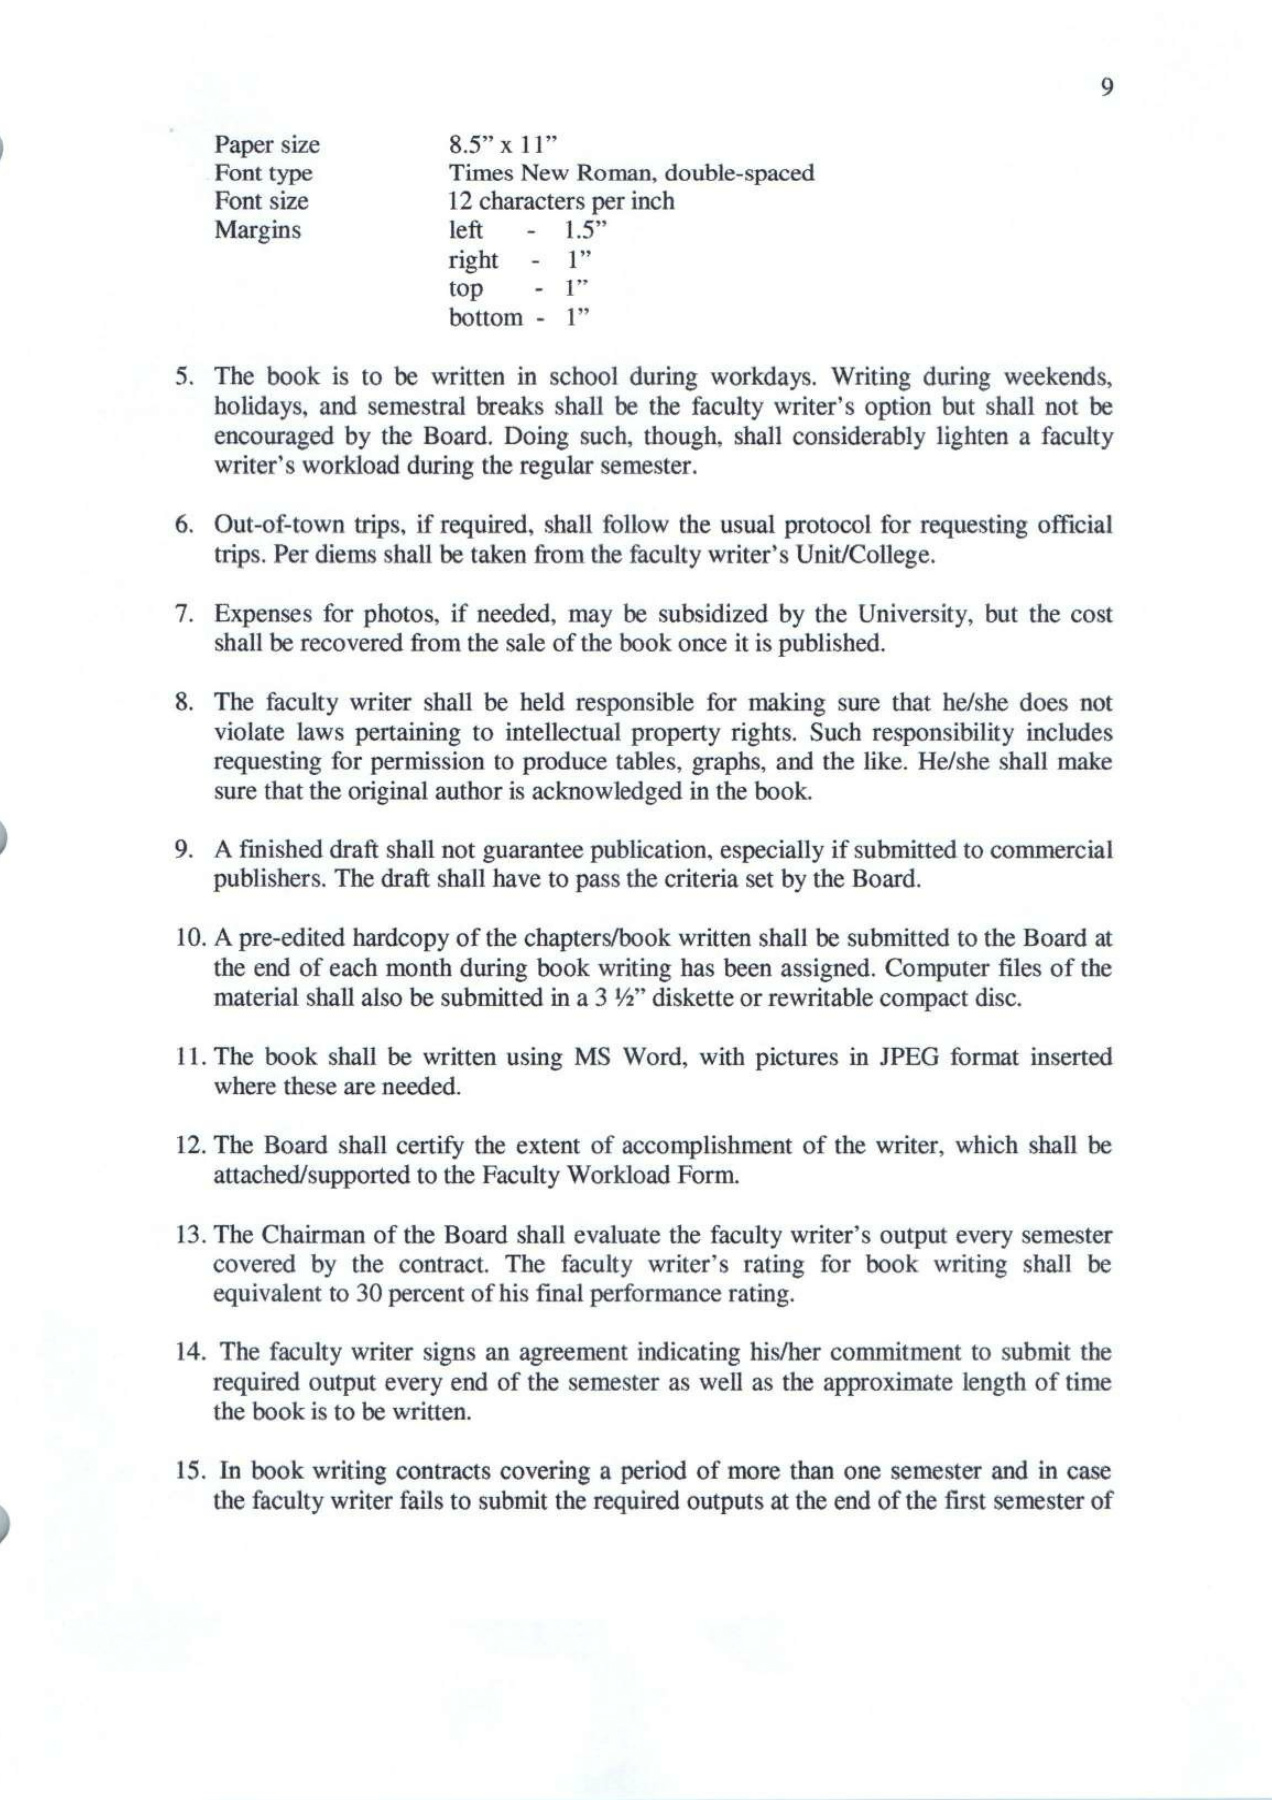 9
Paper size 8.5” x 11”
Font type Times New Roman, double-spaced
Font size 12 characters per inch
Margins left - 1.5”
right - 1”
top - 1”
bottom - 1”
5. The book is to be written in school during workdays. Writing during weekends,
holidays, and semestral breaks shall be the faculty writer’s option but shall not be
encouraged by the Board. Doing such, though, shall considerably lighten a faculty
writer’s workload during the regular semester.
6. Out-of-town trips, if required, shall follow the usual protocol for requesting official
trips. Per diems shall be taken from the faculty writer’s Unit/College.
7. Expenses for photos, if needed, may be subsidized by the University, but the cost
shall be recovered from the sale of the book once it is published.
8. The faculty writer shall be held responsible for making sure that he/she does not
violate laws pertaining to intellectual property rights. Such responsibility includes
requesting for permission to produce tables, graphs, and the like. He/she shall make
sure that the original author is acknowledged in the book.
9. A finished draft shall not guarantee publication, especially if submitted to commercial
publishers. The draft shall have to pass the criteria set by the Board.
10. A pre-edited hardcopy of the chapters/book written shall be submitted to the Board at
the end of each month during book writing has been assigned. Computer files of the
material shall also be submitted in a 3 ½” diskette or rewritable compact disc.
11. The book shall be written using MS Word, with pictures in JPEG format inserted
where these are needed.
12. The Board shall certify the extent of accomplishment of the writer, which shall be
attached/supported to the Faculty Workload Form.
13. The Chairman of the Board shall evaluate the faculty writer’s output every semester
covered by the contract. The faculty writer’s rating for book writing shall be
equivalent to 30 percent of his final performance rating.
14. The faculty writer signs an agreement indicating his/her commitment to submit the
required output every end of the semester as well as the approximate length of time
the book is to be written.
15. In book writing contracts covering a period of more than one semester and in case
the faculty writer fails to submit the required outputs at the end of the first semester of